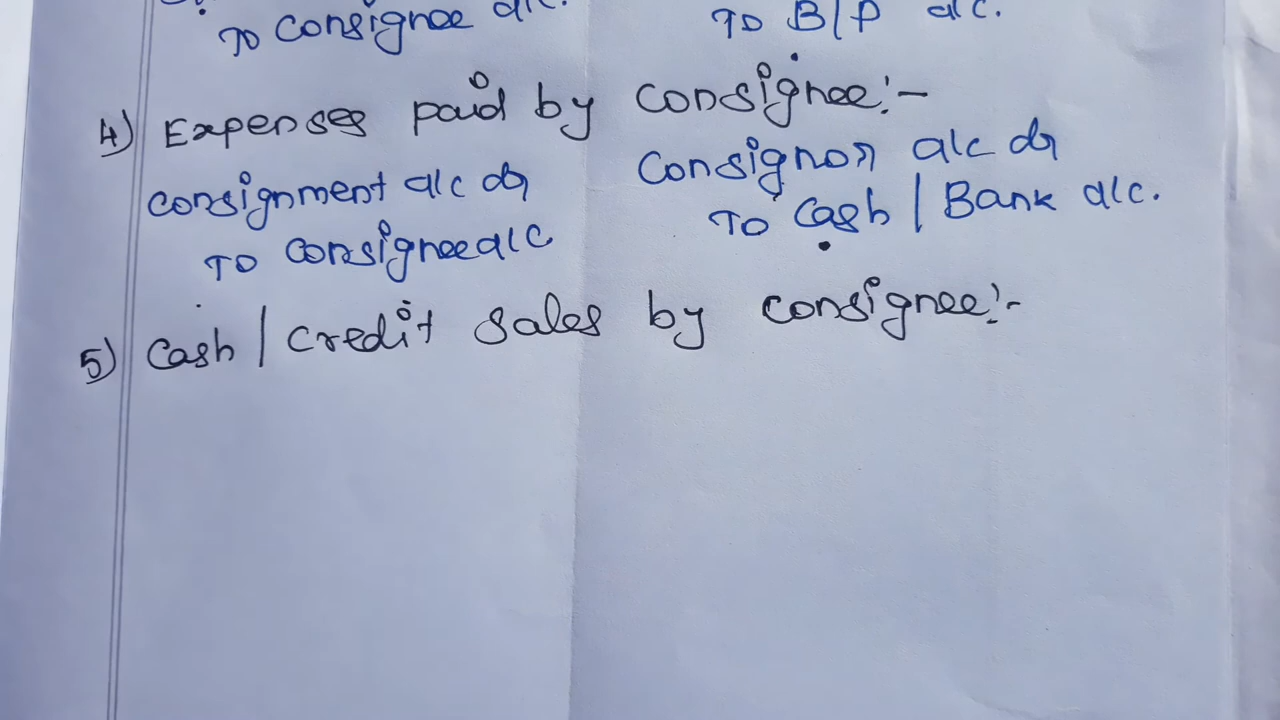 To Consignee a/c.
To B/P a/c.
4) Expenses paid by consignee:-
consignment a/c dr
To consignee a/c
Consignor a/c dr
To Cash / Bank a/c.
5) Cash / credit sales by consignee:-